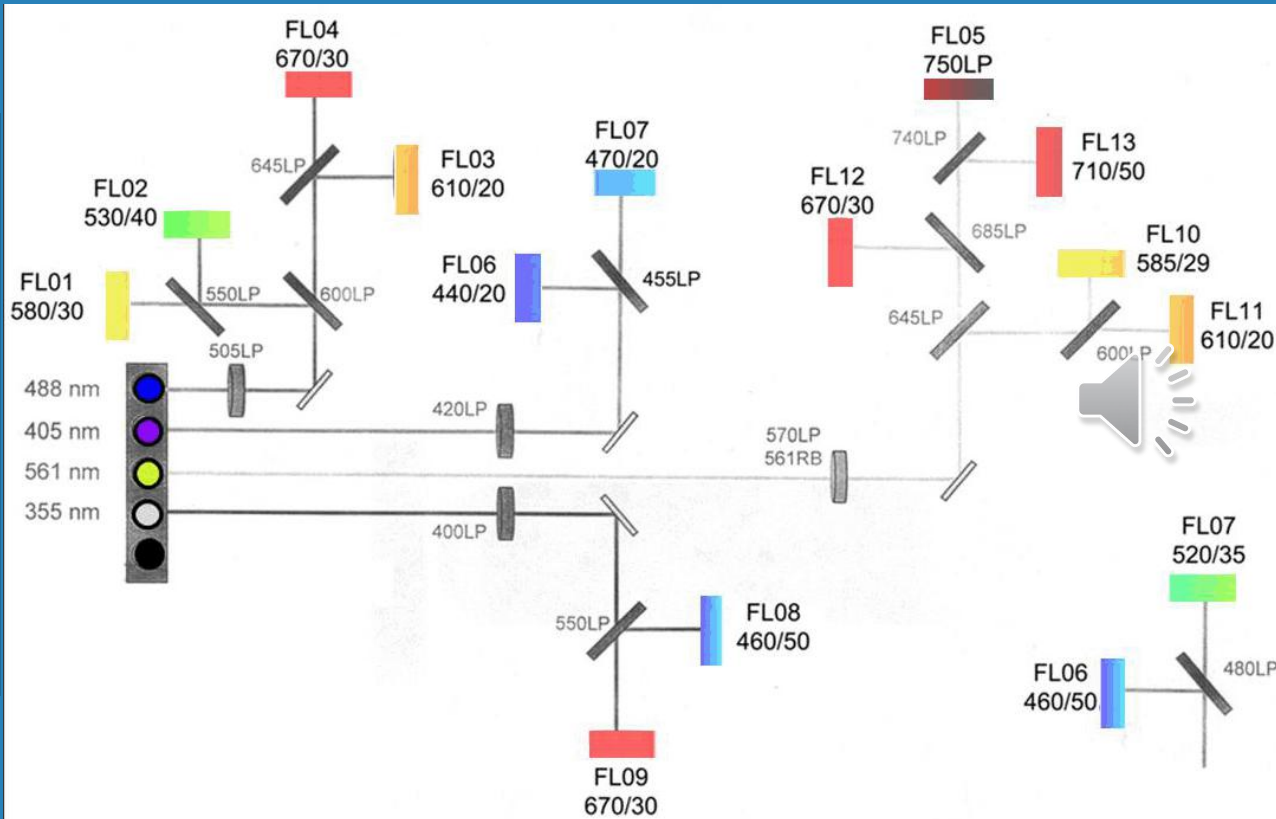 FL04
670/30
645LP
FL03
610/20
FL02
530/40
FL01
580/30
550LP
600LP
505LP
FL07
470/20
FL06
440/20
455LP
FL05
750LP
740LP
FL13
710/50
FL12
670/30
685LP
FL10
585/29
645LP
FL11
610/20
600LP
488 nm
405 nm
561 nm
355 nm
420LP
570LP
561RB
400LP
550LP
FL08
460/50
FL09
670/30
FL07
520/35
480LP
FL06
460/50